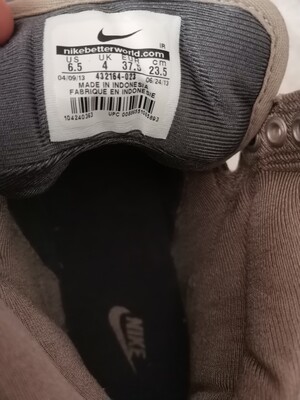 IR
nikebetterworld.com
US UK EUR cm
6.5 4 37.5 23.5
04/09/13 432164-023 06/24/13
MADE IN INDONESIA
FABRIQUE EN INDONESIE
NIKE